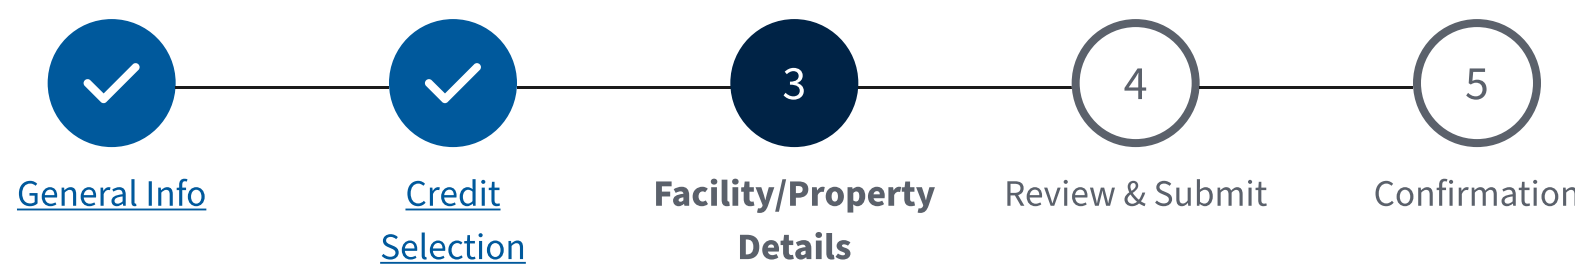 3
4
5
General Info
Credit
Selection
Facility/Property
Details
Review & Submit
Confirmation